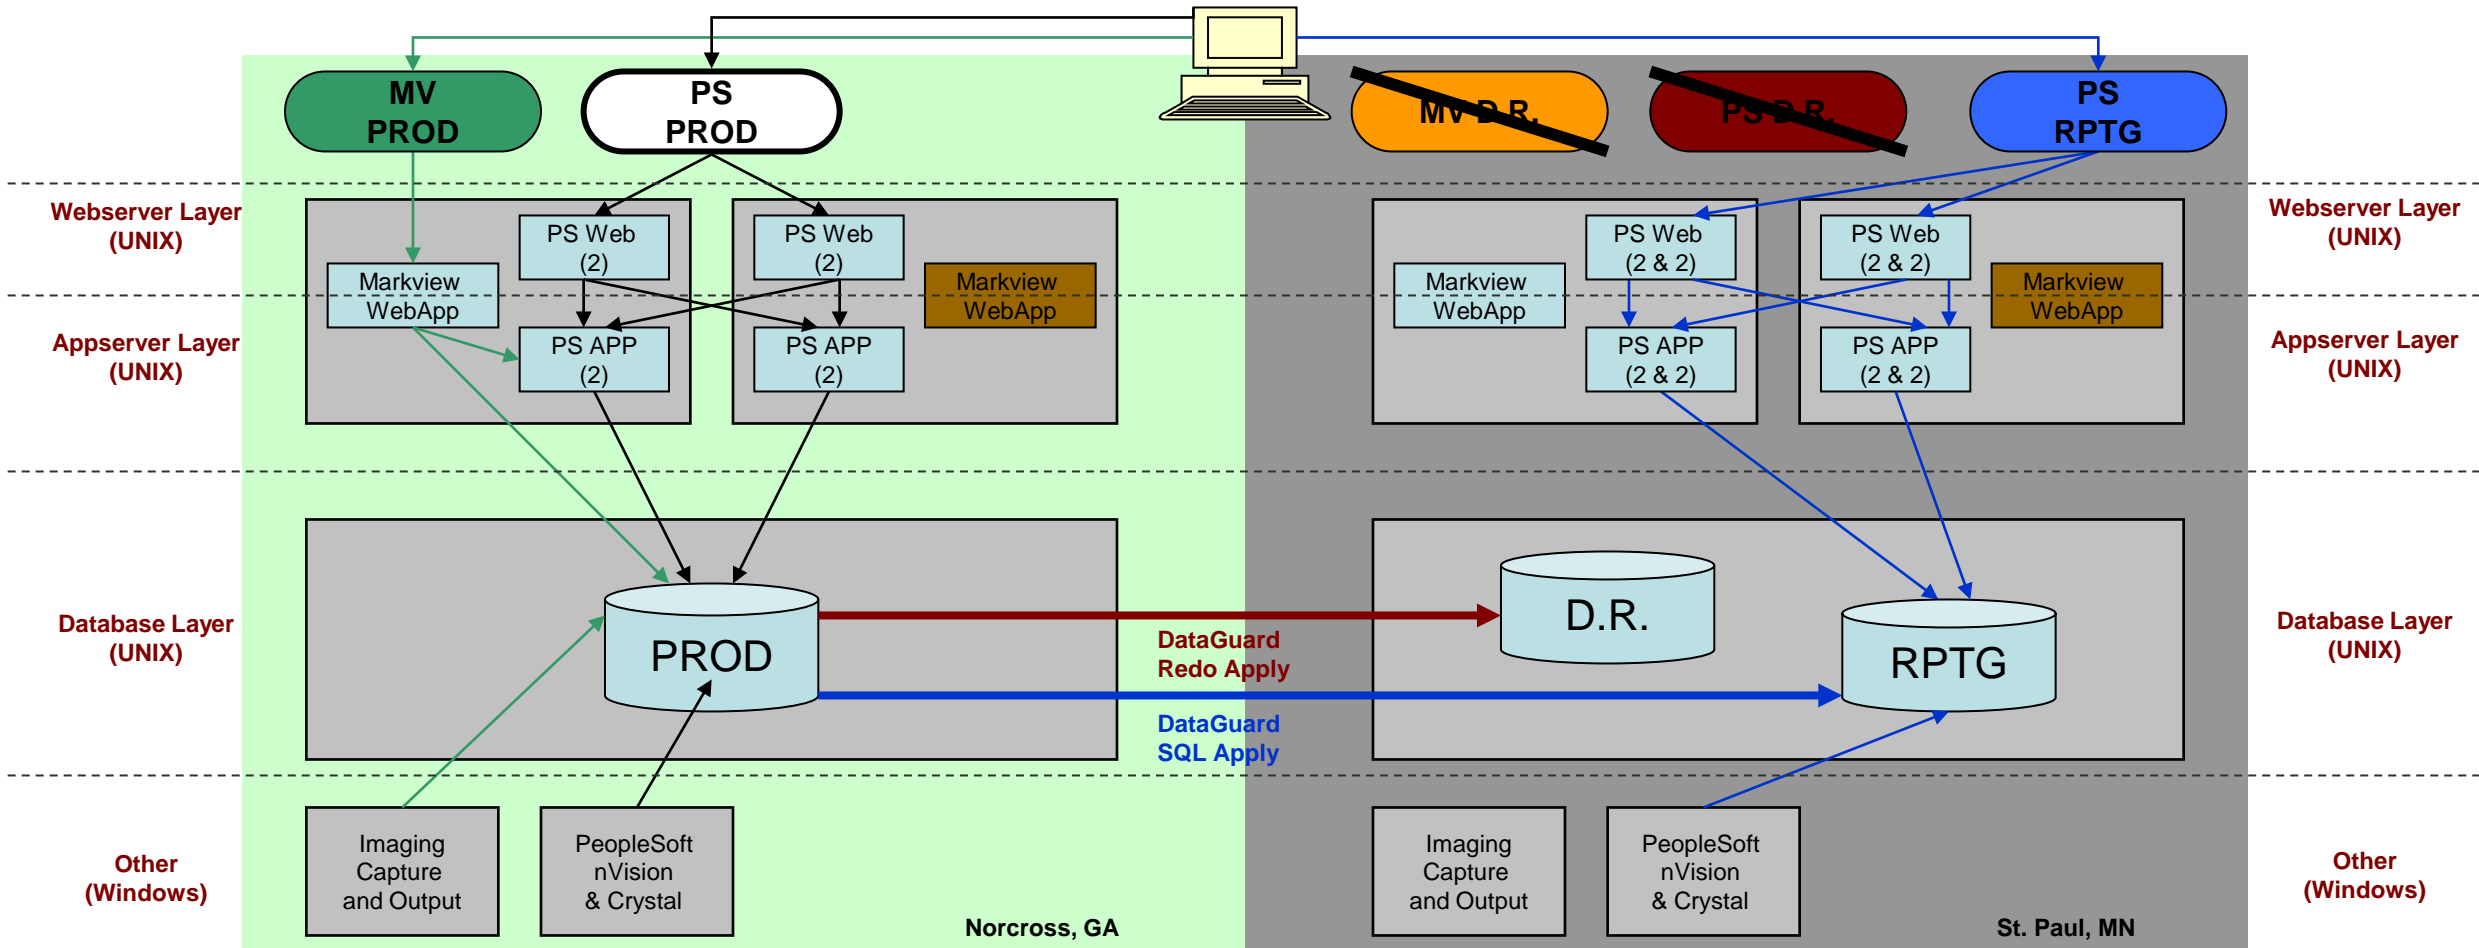 MV
PROD
PS
PROD
MV D.R.
PS D.R.
PS
RPTG
Webserver Layer
(UNIX)
PS Web
(2)
PS Web
(2)
Markview
WebApp
Markview
WebApp
PS Web
(2 & 2)
PS Web
(2 & 2)
Markview
WebApp
Markview
WebApp
Webserver Layer
(UNIX)
Appserver Layer
(UNIX)
PS APP
(2)
PS APP
(2)
PS APP
(2 & 2)
PS APP
(2 & 2)
Appserver Layer
(UNIX)
Database Layer
(UNIX)
PROD
DataGuard
Redo Apply
DataGuard
SQL Apply
D.R.
RPTG
Database Layer
(UNIX)
Other
(Windows)
Imaging
Capture
and Output
PeopleSoft
nVision
& Crystal
Norcross, GA
Imaging
Capture
and Output
PeopleSoft
nVision
& Crystal
St. Paul, MN
Other
(Windows)